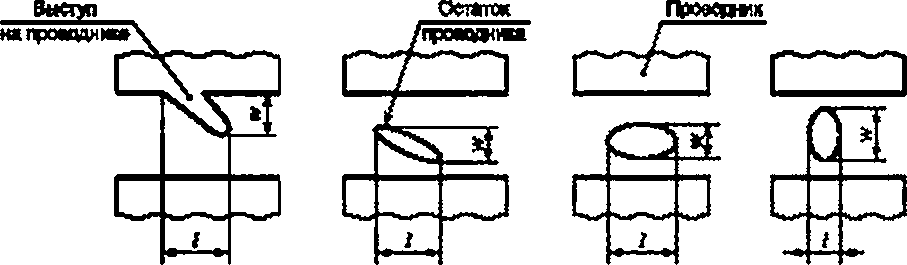 Выступ
на проводнике
Остаток
проводника
Проводник
w
w
w
w
l
l
l
l